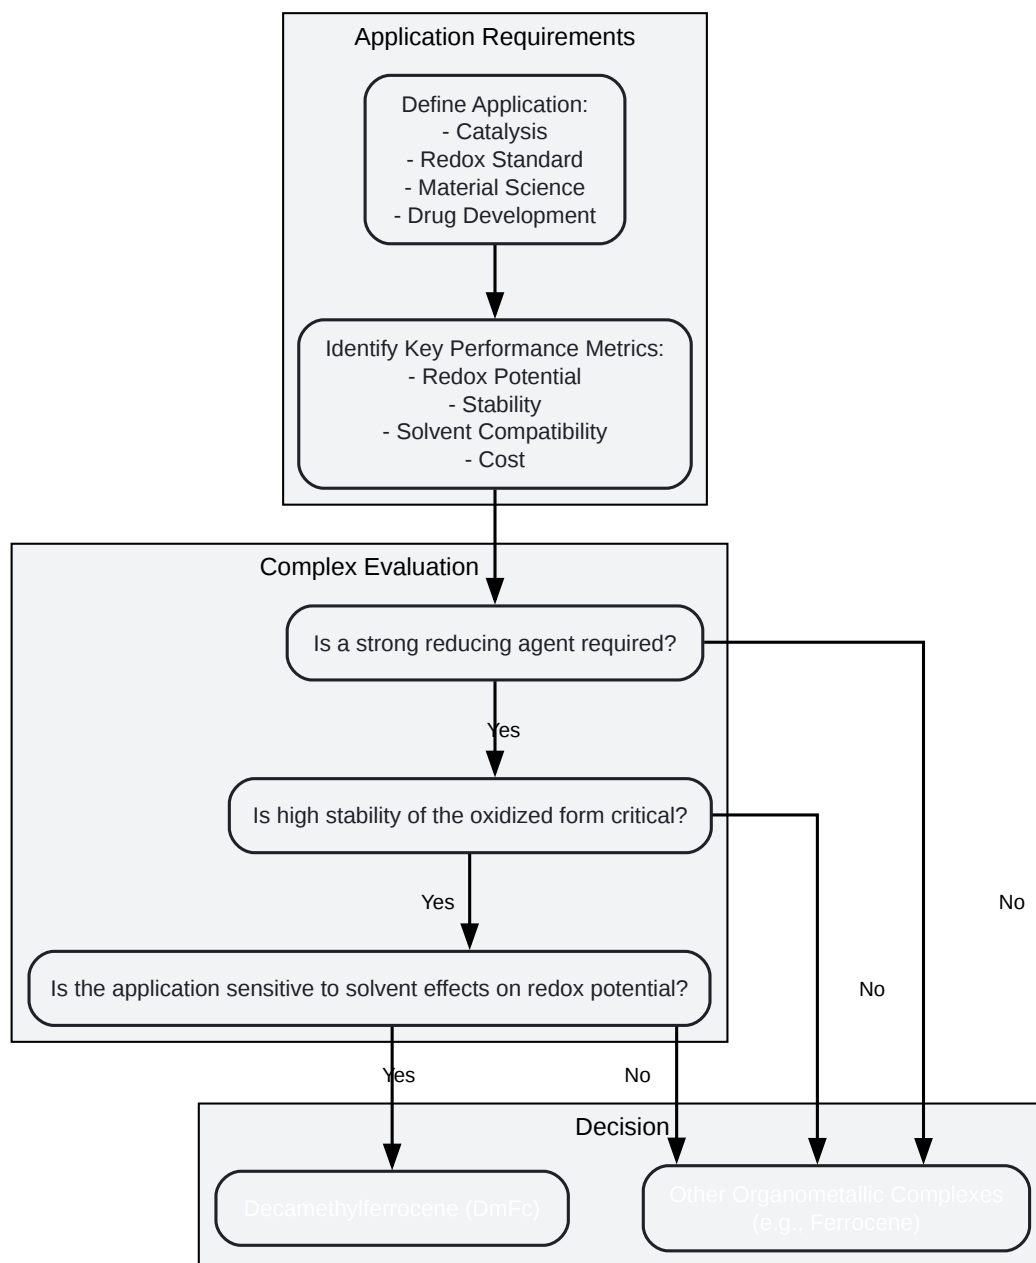 Application Requirements
Define Application:
- Catalysis
- Redox Standard
- Material Science
- Drug Development
Identify Key Performance Metrics:
- Redox Potential
- Stability
- Solvent Compatibility
- Cost
Complex Evaluation
Is a strong reducing agent required?
Yes
Is high stability of the oxidized form critical?
Yes
No
No
Is the application sensitive to solvent effects on redox potential?
Yes
No
Decision
Decamethylferrocene (DmFc)
Other Organometallic Complexes
(e.g., Ferrocene)